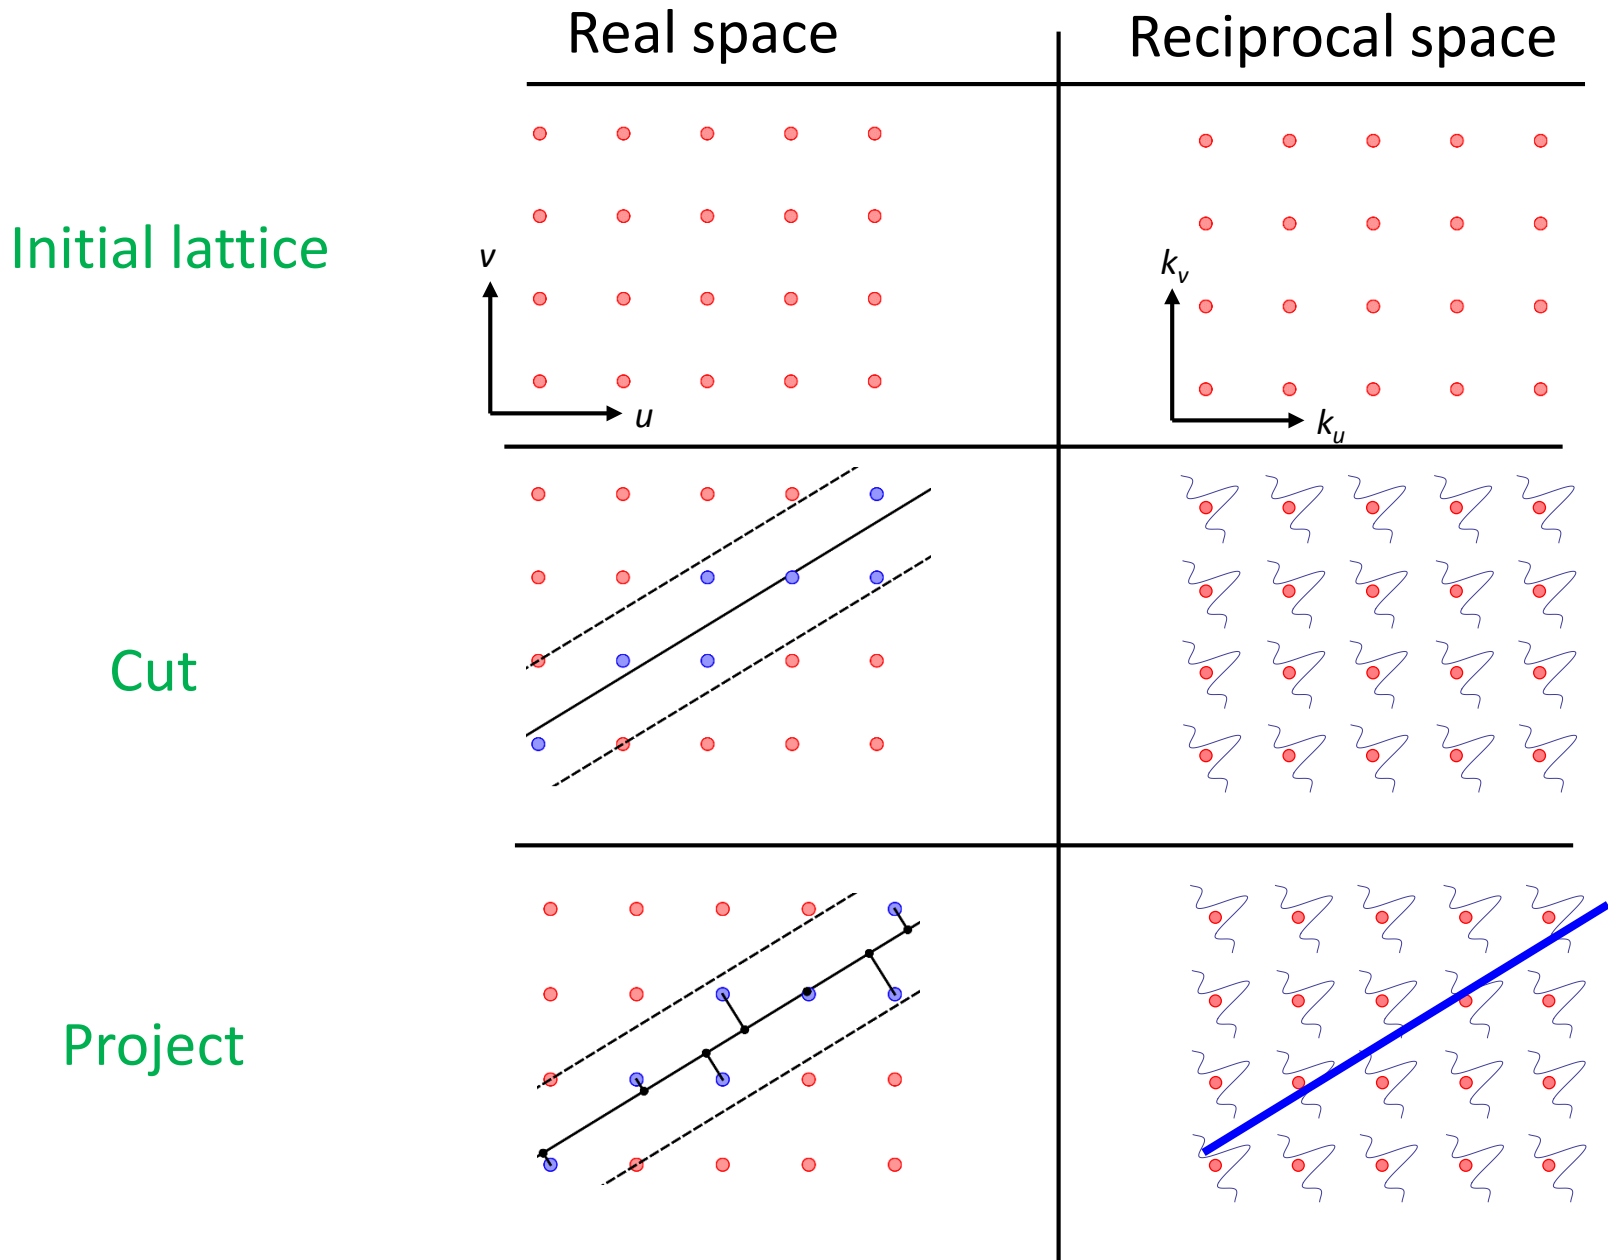 Real space
Reciprocal space
Initial lattice
v
u
k_v
k_u
Cut
Project